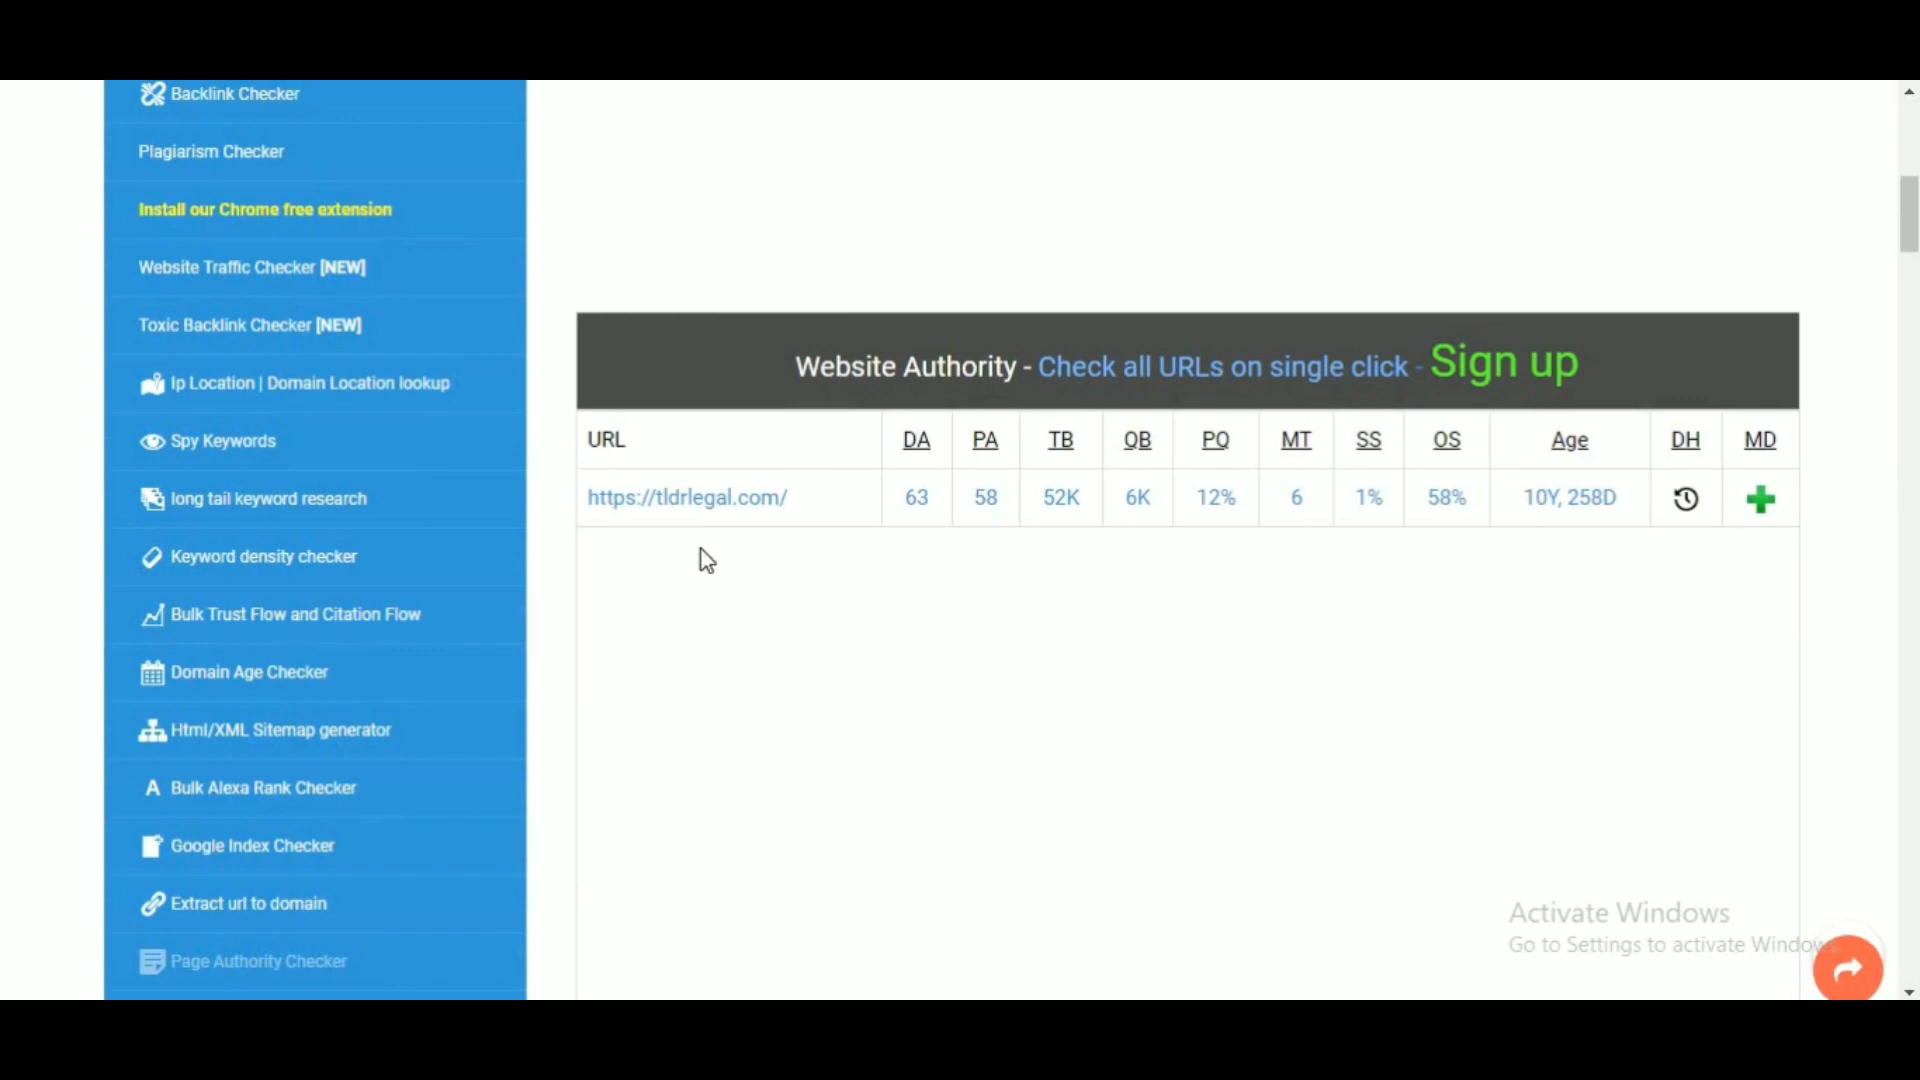 Backlink Checker
Plagiarism Checker
Install our Chrome free extension
Website Traffic Checker [NEW]
Toxic Backlink Checker [NEW]
Ip Location | Domain Location lookup
Spy Keywords
long tail keyword research
Keyword density checker
Bulk Trust Flow and Citation Flow
Domain Age Checker
Html/XML Sitemap generator
A Bulk Alexa Rank Checker
Google Index Checker
Extract url to domain
Page Authority Checker
Website Authority - Check all URLs on single click - Sign up
URL DA PA TB QB PQ MT SS OS Age DH MD
https://tldrlegal.com/ 63 58 52K 6K 12% 6 1% 58% 10Y, 258D
Activate Windows
Go to Settings to activate Windows